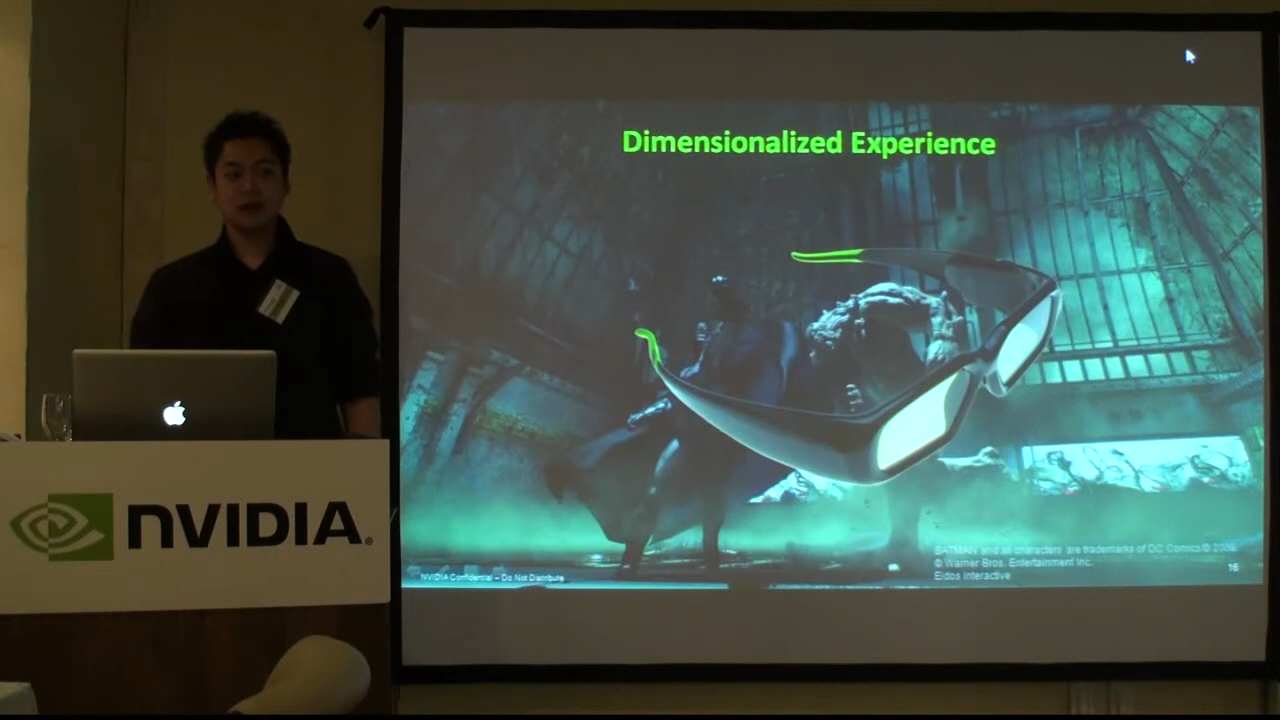 Dimensionalized Experience
BATMAN and all characters are trademarks of DC Comics © 2009.
© Warner Bros. Entertainment Inc.
Eidos Interactive
16
NVIDIA Confidential – Do Not Distribute
NVIDIA.